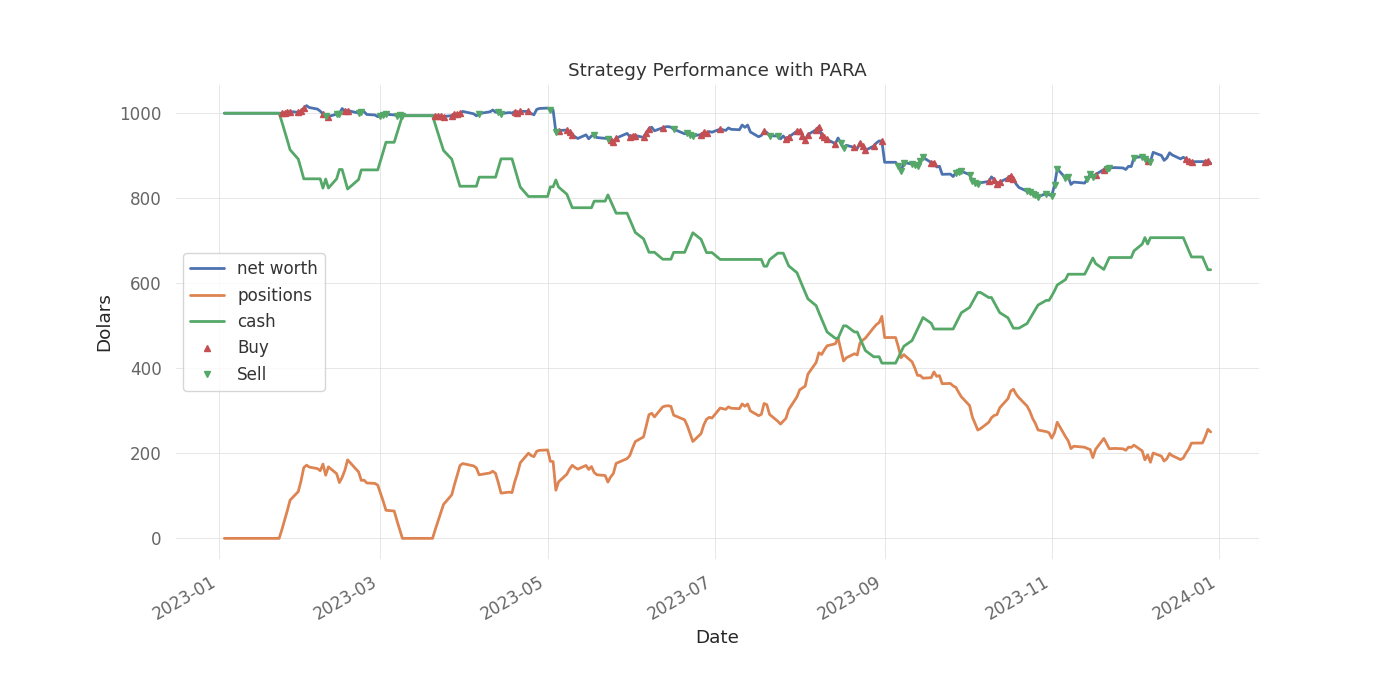 Strategy Performance with PARA
1000
800
600
400
200
0
Dolars
net worth
positions
cash
Buy
Sell
2023-01
2023-03
2023-05
2023-07
2023-09
2023-11
2024-01
Date